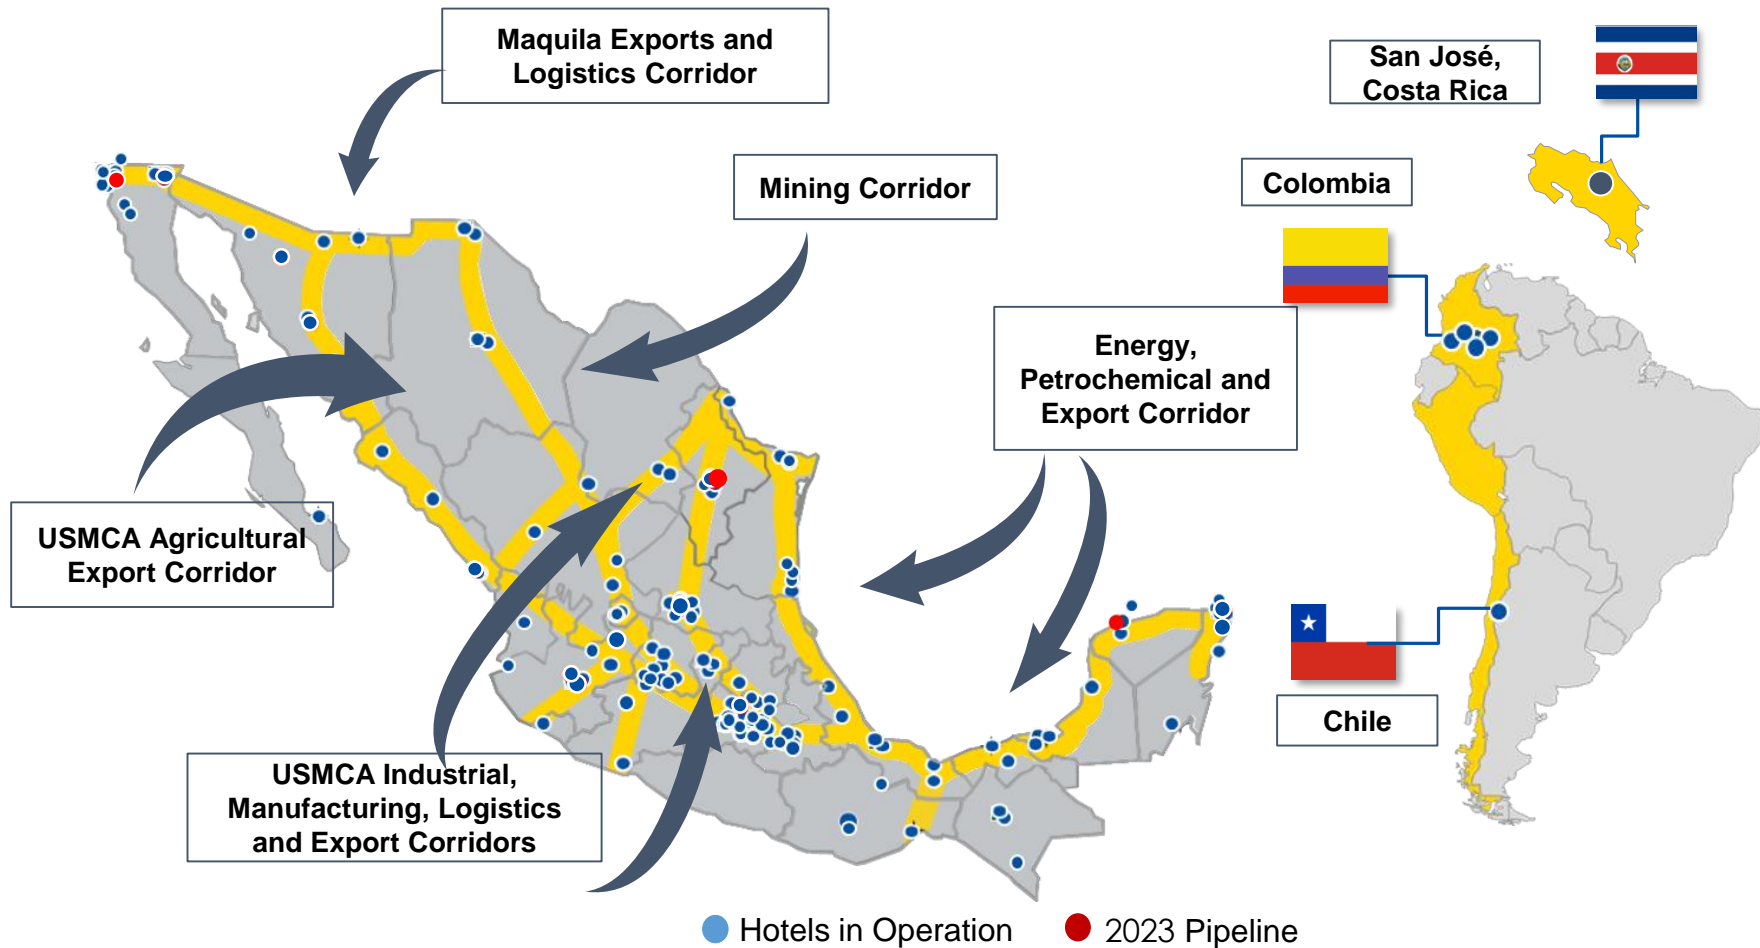 Maquila Exports and
Logistics Corridor
San José,
Costa Rica
Mining Corridor
Colombia
Energy,
Petrochemical and
Export Corridor
USMCA Agricultural
Export Corridor
Chile
USMCA Industrial,
Manufacturing, Logistics
and Export Corridors
Hotels in Operation
2023 Pipeline